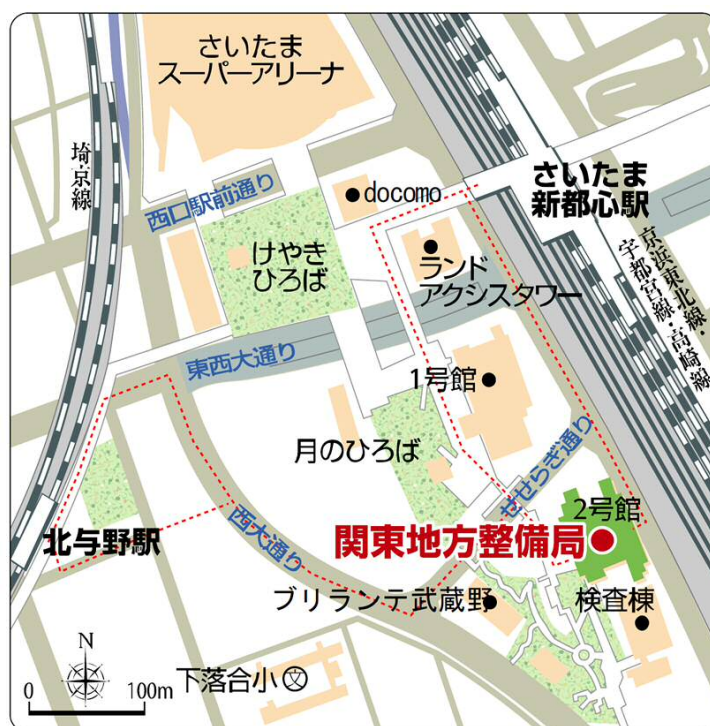 さいたま
スーパーアリーナ
埼京線
西口駅前通り
docomo
さいたま
新都心駅
けやき
ひろば
ランド
アクシスタワー
京浜東北線・
宇都宮線・高崎線
東西大通り
1号館
月のひろば
せせらぎ通り
2号館
北与野駅
西大通り
関東地方整備局
ブリランテ武蔵野
検査棟
N
0 100m
下落合小 文